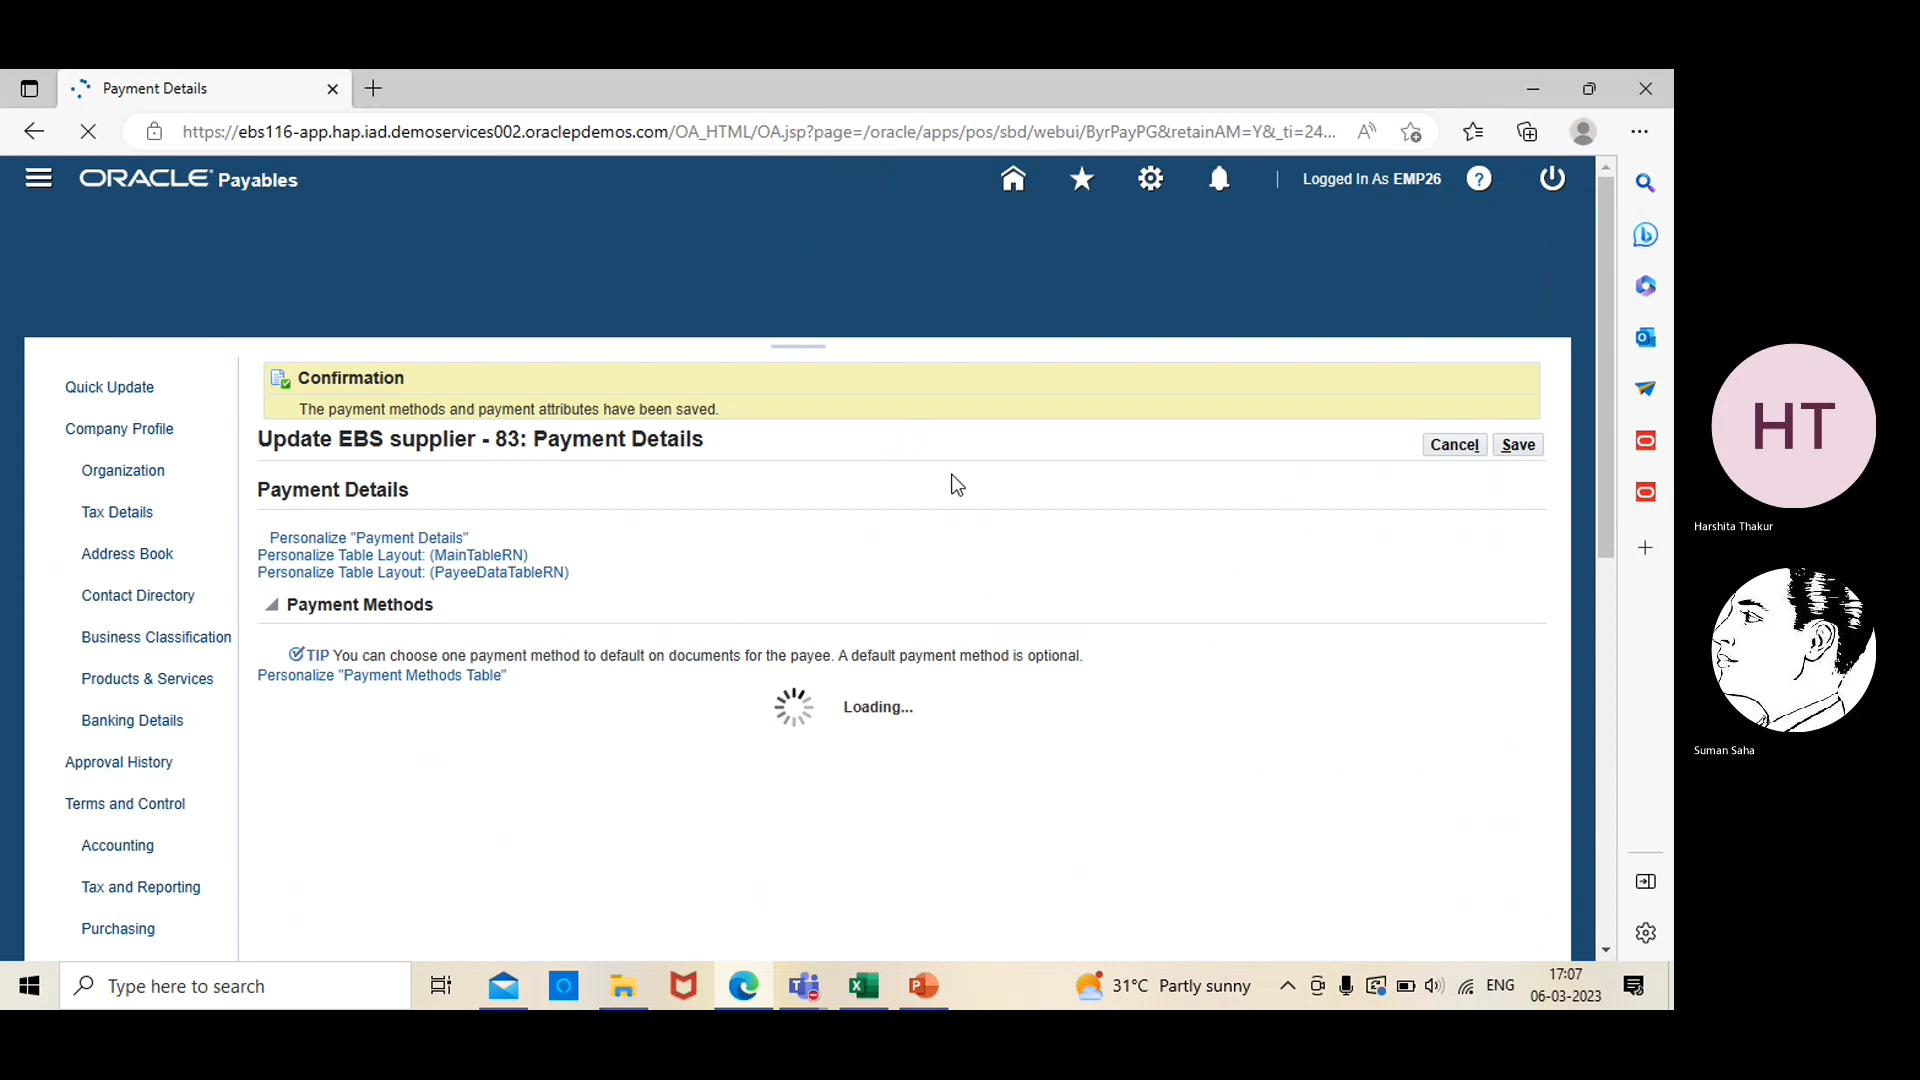 Payment Details
https://ebs116-app.hap.iad.demoservices002.oraclepdemos.com/OA_HTML/OA.jsp?page=/oracle/apps/pos/sbd/webui/ByrPayPG&retainAM=Y&_ti=24...
ORACLE Payables
Logged In As EMP26
Quick Update
Company Profile
Organization
Tax Details
Address Book
Contact Directory
Business Classification
Products & Services
Banking Details
Approval History
Terms and Control
Accounting
Tax and Reporting
Purchasing
Confirmation
The payment methods and payment attributes have been saved.
Update EBS supplier - 83: Payment Details
Cancel Save
Payment Details
Personalize "Payment Details"
Personalize Table Layout: (MainTableRN)
Personalize Table Layout: (PayeeDataTableRN)
Payment Methods
TIP You can choose one payment method to default on documents for the payee. A default payment method is optional.
Personalize "Payment Methods Table"
Loading...
HT
Harshita Thakur
Suman Saha
Type here to search
31°C Partly sunny
ENG
17:07
06-03-2023